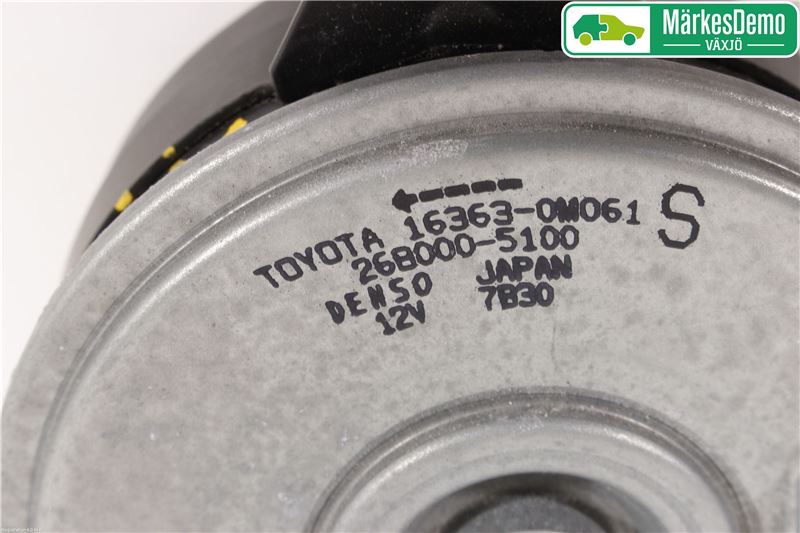 MärkesDemo
VÄXJÖ
TOYOTA 16363-0M061 S
268000-5100
DENSO JAPAN
12V 7B30